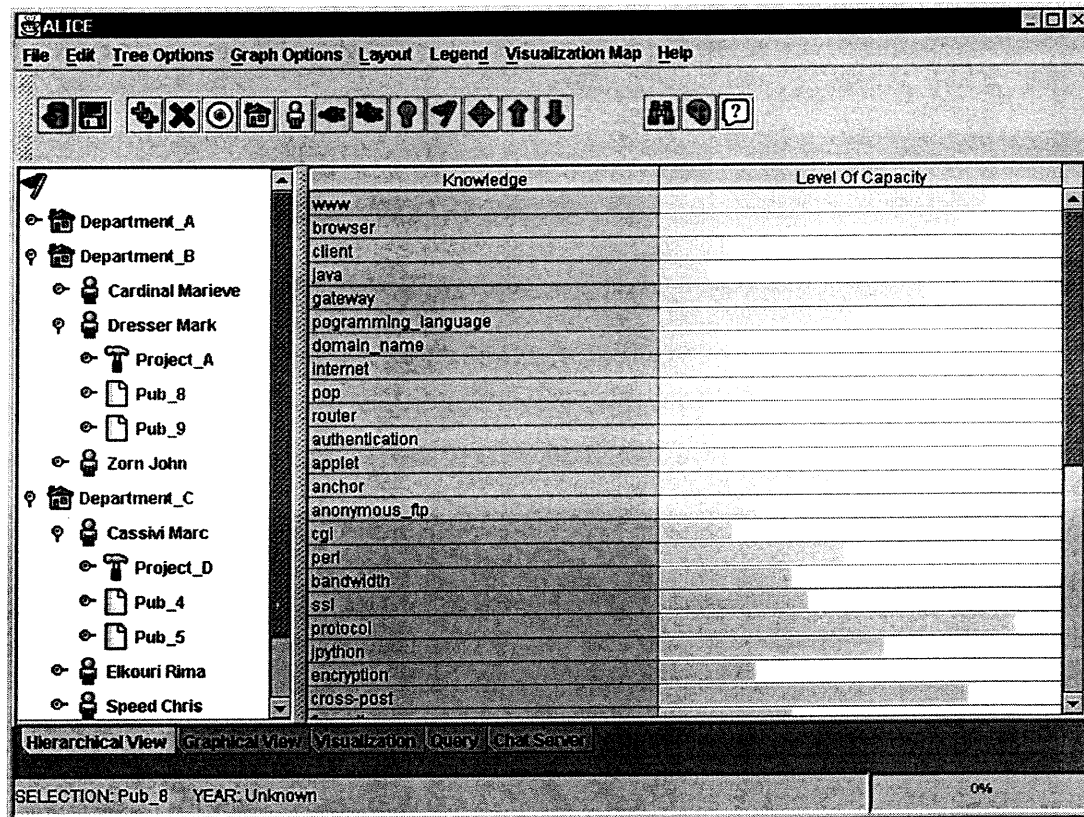 ALICE
File Edit Tree Options Graph Options Layout Legend Visualization Map Help
Knowledge Level Of Capacity
Department_A
Department_B
Cardinal Marieve
Dresser Mark
Project_A
Pub_8
Pub_9
Zorn John
Department_C
Cassivi Marc
Project_D
Pub_4
Pub_5
Elkouri Rima
Speed Chris
www
browser
client
java
gateway
pogramming_language
domain_name
internet
pop
router
authentication
applet
anchor
anonymous_ftp
cgi
perl
bandwidth
ssl
protocol
jpython
encryption
cross-post
Hierarchical View Graphical View Visualization Query Chat Server
SELECTION: Pub_8 YEAR: Unknown 0%